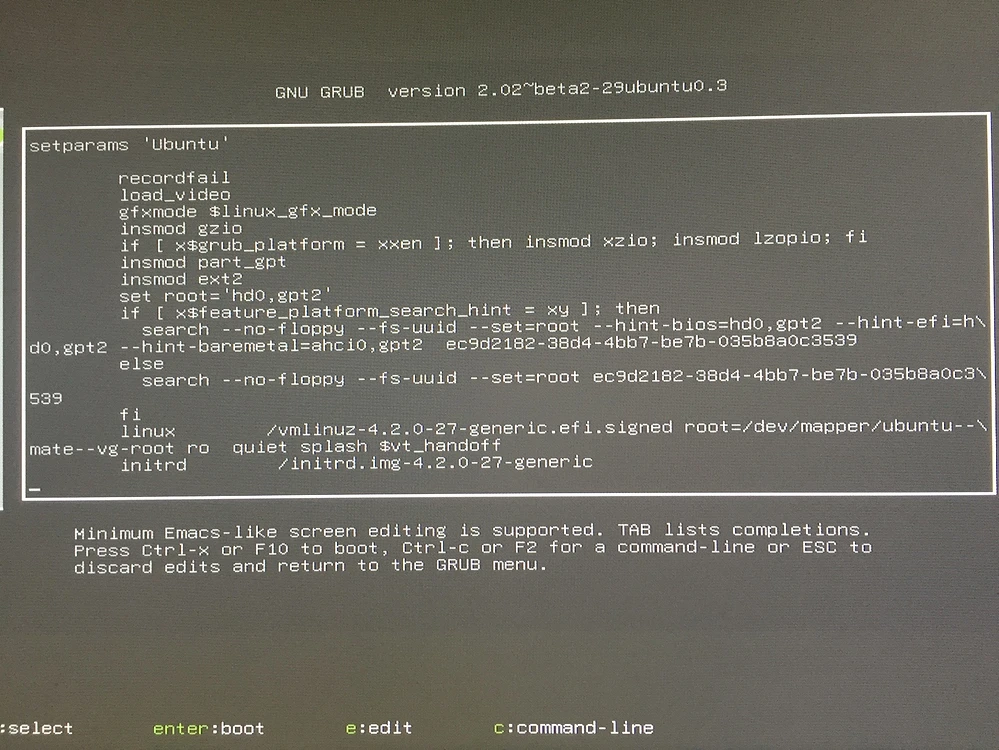 GNU GRUB  version 2.02~beta2-29ubuntu0.3
setparams 'Ubuntu'
recordfail
load_video
gfxmode $linux_gfx_mode
insmod gzio
if [ x$grub_platform = xxen ]; then insmod xzio; insmod lzopio; fi
insmod part_gpt
insmod ext2
set root='hd0,gpt2'
if [ x$feature_platform_search_hint = xy ]; then
search --no-floppy --fs-uuid --set=root --hint-bios=hd0,gpt2 --hint-efi=h\
d0,gpt2 --hint-baremetal=ahci0,gpt2  ec9d2182-38d4-4bb7-be7b-035b8a0c3539
else
search --no-floppy --fs-uuid --set=root ec9d2182-38d4-4bb7-be7b-035b8a0c3\
539
fi
linux        /vmlinuz-4.2.0-27-generic.efi.signed root=/dev/mapper/ubuntu--\
mate--vg-root ro  quiet splash $vt_handoff
initrd        /initrd.img-4.2.0-27-generic
Minimum Emacs-like screen editing is supported. TAB lists completions.
Press Ctrl-x or F10 to boot, Ctrl-c or F2 for a command-line or ESC to
discard edits and return to the GRUB menu.
:select        enter:boot        e:edit        c:command-line